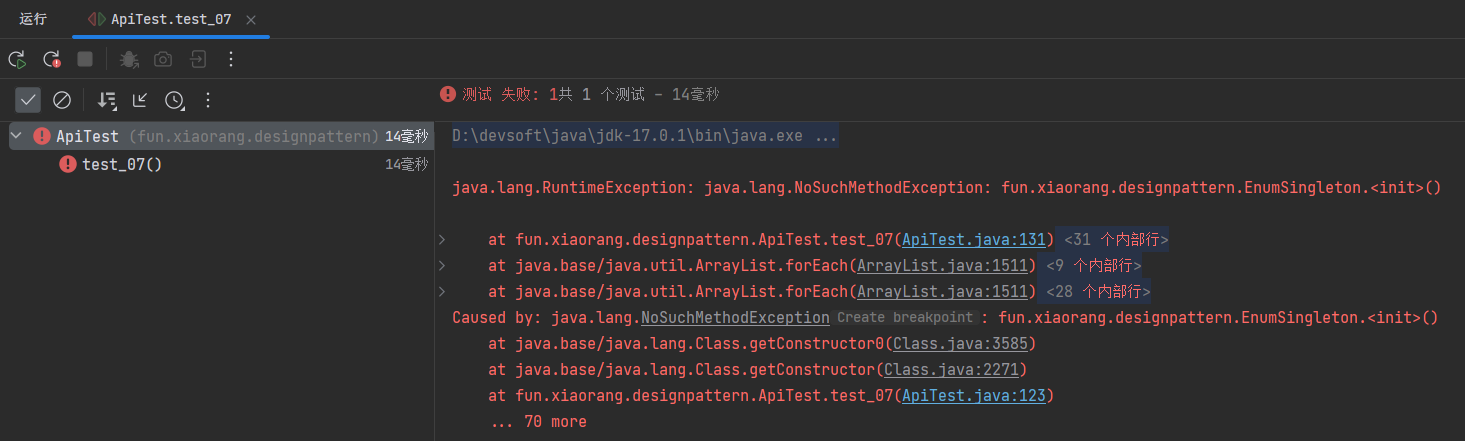 运行
ApiTest.test_07
测试 失败: 1共 1 个测试 – 14毫秒
ApiTest (fun.xiaorang.designpattern) 14毫秒
test_07() 14毫秒
D:\devsoft\java\jdk-17.0.1\bin\java.exe ...
java.lang.RuntimeException: java.lang.NoSuchMethodException: fun.xiaorang.designpattern.EnumSingleton.<init>()
at fun.xiaorang.designpattern.ApiTest.test_07(ApiTest.java:131) <31 个内部行>
at java.base/java.util.ArrayList.forEach(ArrayList.java:1511) <9 个内部行>
at java.base/java.util.ArrayList.forEach(ArrayList.java:1511) <28 个内部行>
Caused by: java.lang.NoSuchMethodException Create breakpoint : fun.xiaorang.designpattern.EnumSingleton.<init>()
at java.base/java.lang.Class.getConstructor0(Class.java:3585)
at java.base/java.lang.Class.getConstructor(Class.java:2271)
at fun.xiaorang.designpattern.ApiTest.test_07(ApiTest.java:123)
... 70 more